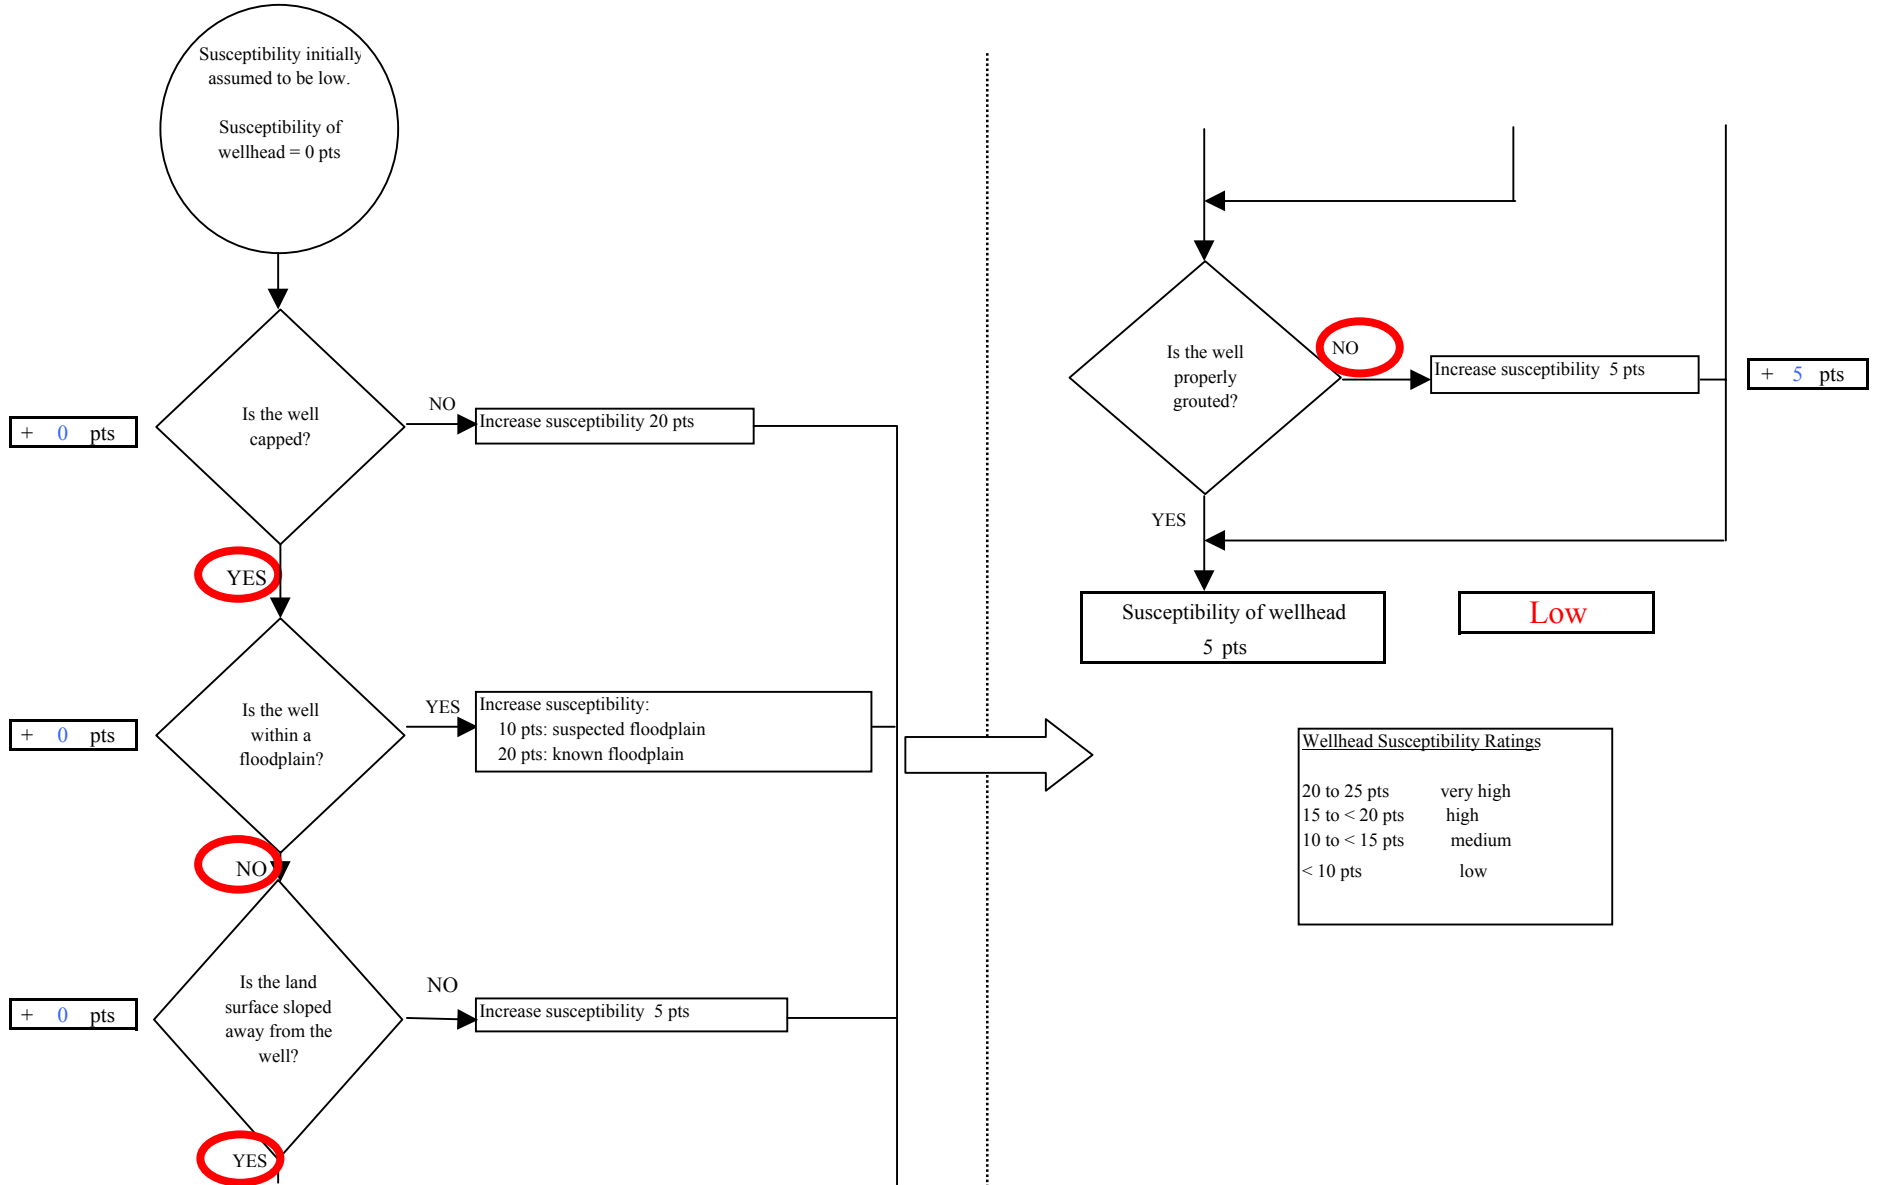 Susceptibility initially
assumed to be low.
Susceptibility of
wellhead = 0 pts
Is the well
capped?
NO
Increase susceptibility 20 pts
+ 0 pts
YES
Is the well
within a
floodplain?
YES
Increase susceptibility:
10 pts: suspected floodplain
20 pts: known floodplain
+ 0 pts
NO
Is the land
surface sloped
away from the
well?
NO
Increase susceptibility 5 pts
+ 0 pts
YES
Is the well
properly
grouted?
NO
Increase susceptibility 5 pts
+ 5 pts
YES
Susceptibility of wellhead
5 pts
Low
Wellhead Susceptibility Ratings
20 to 25 pts very high
15 to < 20 pts high
10 to < 15 pts medium
< 10 pts low